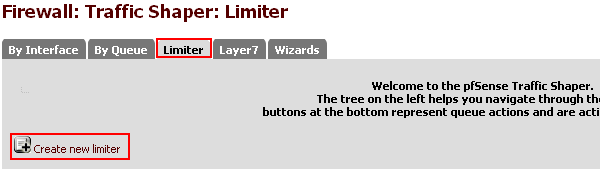 Firewall: Traffic Shaper: Limiter
By Interface By Queue Limiter Layer7 Wizards
Welcome to the pfSense Traffic Shaper.
The tree on the left helps you navigate through the
buttons at the bottom represent queue actions and are
Create new limiter